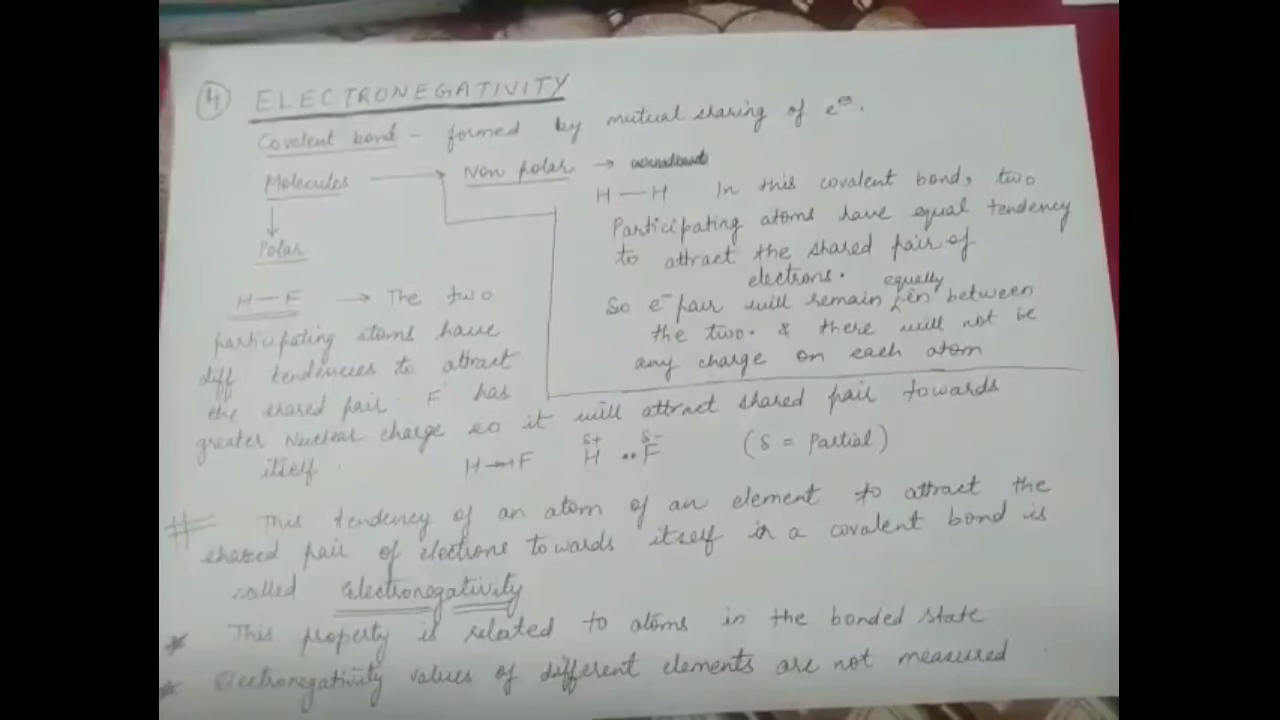 4 ELECTRONEGATIVITY
Covalent bond - formed by mutual sharing of e⊖.
Molecules → Non polar →
H — H In this covalent bond, two
Participating atoms have equal tendency
to attract the shared pair of
electrons.
So e⁻ pair will remain equally in between
the two. & there will not be
any charge on each atom
Polar
H — F → The two
participating atoms have
diff tendencies to attract
the shared pair. F has
greater Nuclear charge so it will attract shared pair towards
itself.
H F δ+ H •• δ- F (δ = Partial)
# This tendency of an atom of an element to attract the
shared pair of electrons towards itself in a covalent bond is
called Electronegativity
* This property is related to atoms in the bonded state
* Electronegativity values of different elements are not measured